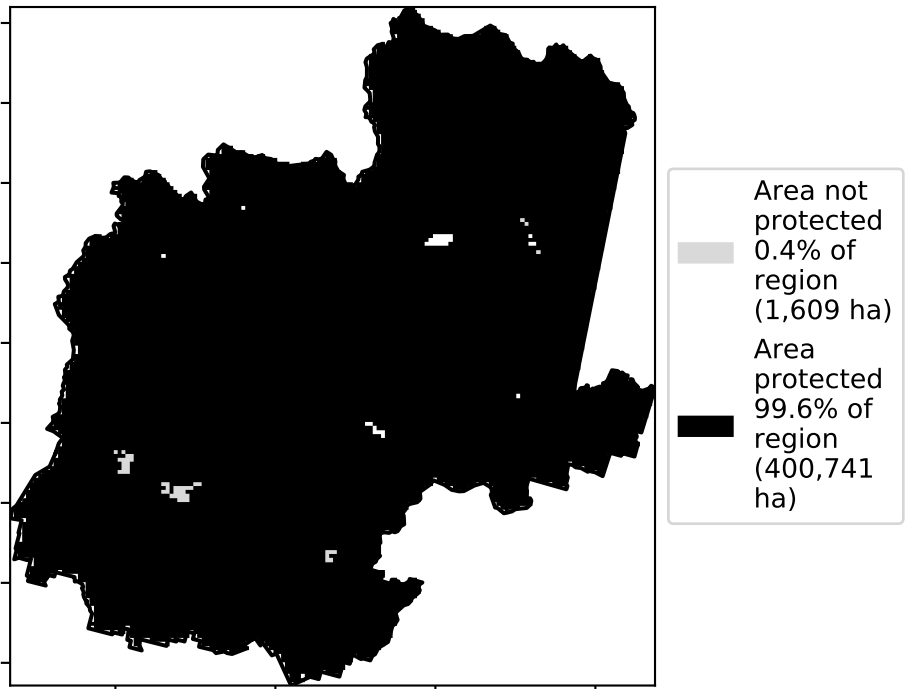 Area not
protected
0.4% of
region
(1,609 ha)
Area
protected
99.6% of
region
(400,741
ha)